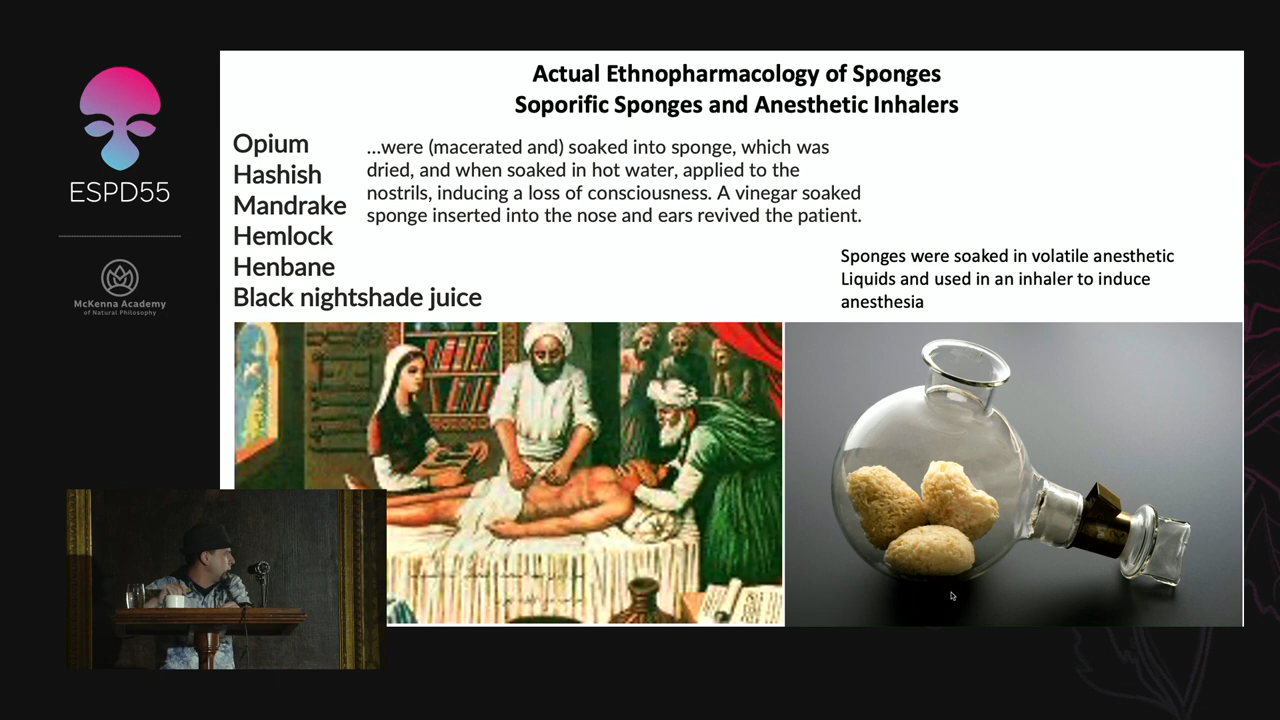 Actual Ethnopharmacology of Sponges
Soporific Sponges and Anesthetic Inhalers
Opium
Hashish
Mandrake
Hemlock
Henbane
Black nightshade juice
...were (macerated and) soaked into sponge, which was
dried, and when soaked in hot water, applied to the
nostrils, inducing a loss of consciousness. A vinegar soaked
sponge inserted into the nose and ears revived the patient.
Sponges were soaked in volatile anesthetic
Liquids and used in an inhaler to induce
anesthesia
ESPD55
McKenna Academy
of Natural Philosophy